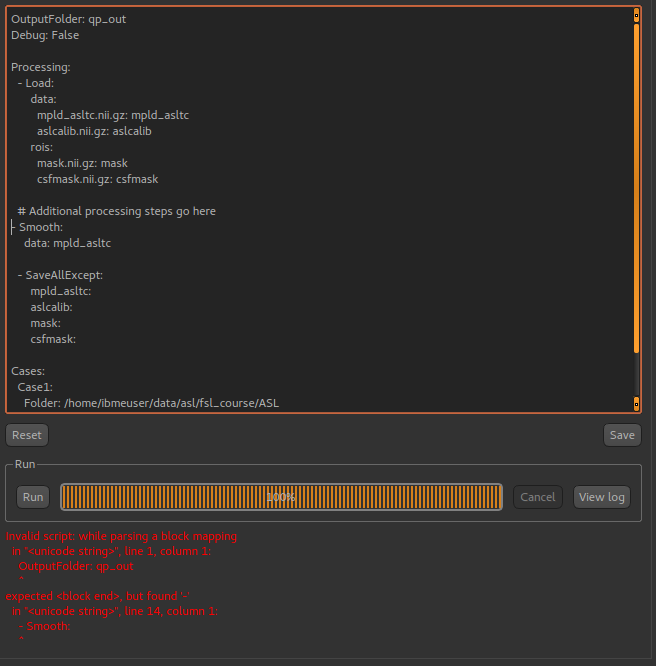 OutputFolder: qp_out
Debug: False

Processing:
  - Load:
      data:
        mpld_asltc.nii.gz: mpld_asltc
        aslcalib.nii.gz: aslcalib
      rois:
        mask.nii.gz: mask
        csfmask.nii.gz: csfmask

  # Additional processing steps go here
- Smooth:
    data: mpld_asltc

  - SaveAllExcept:
      mpld_asltc:
      aslcalib:
      mask:
      csfmask:

Cases:
  Case1:
    Folder: /home/ibmeuser/data/asl/fsl_course/ASL
Reset
Save
Run
Run
100%
Cancel
View log
Invalid script: while parsing a block mapping
  in "<unicode string>", line 1, column 1:
    OutputFolder: qp_out
    ^
expected <block end>, but found '-'
  in "<unicode string>", line 14, column 1:
    - Smooth:
    ^